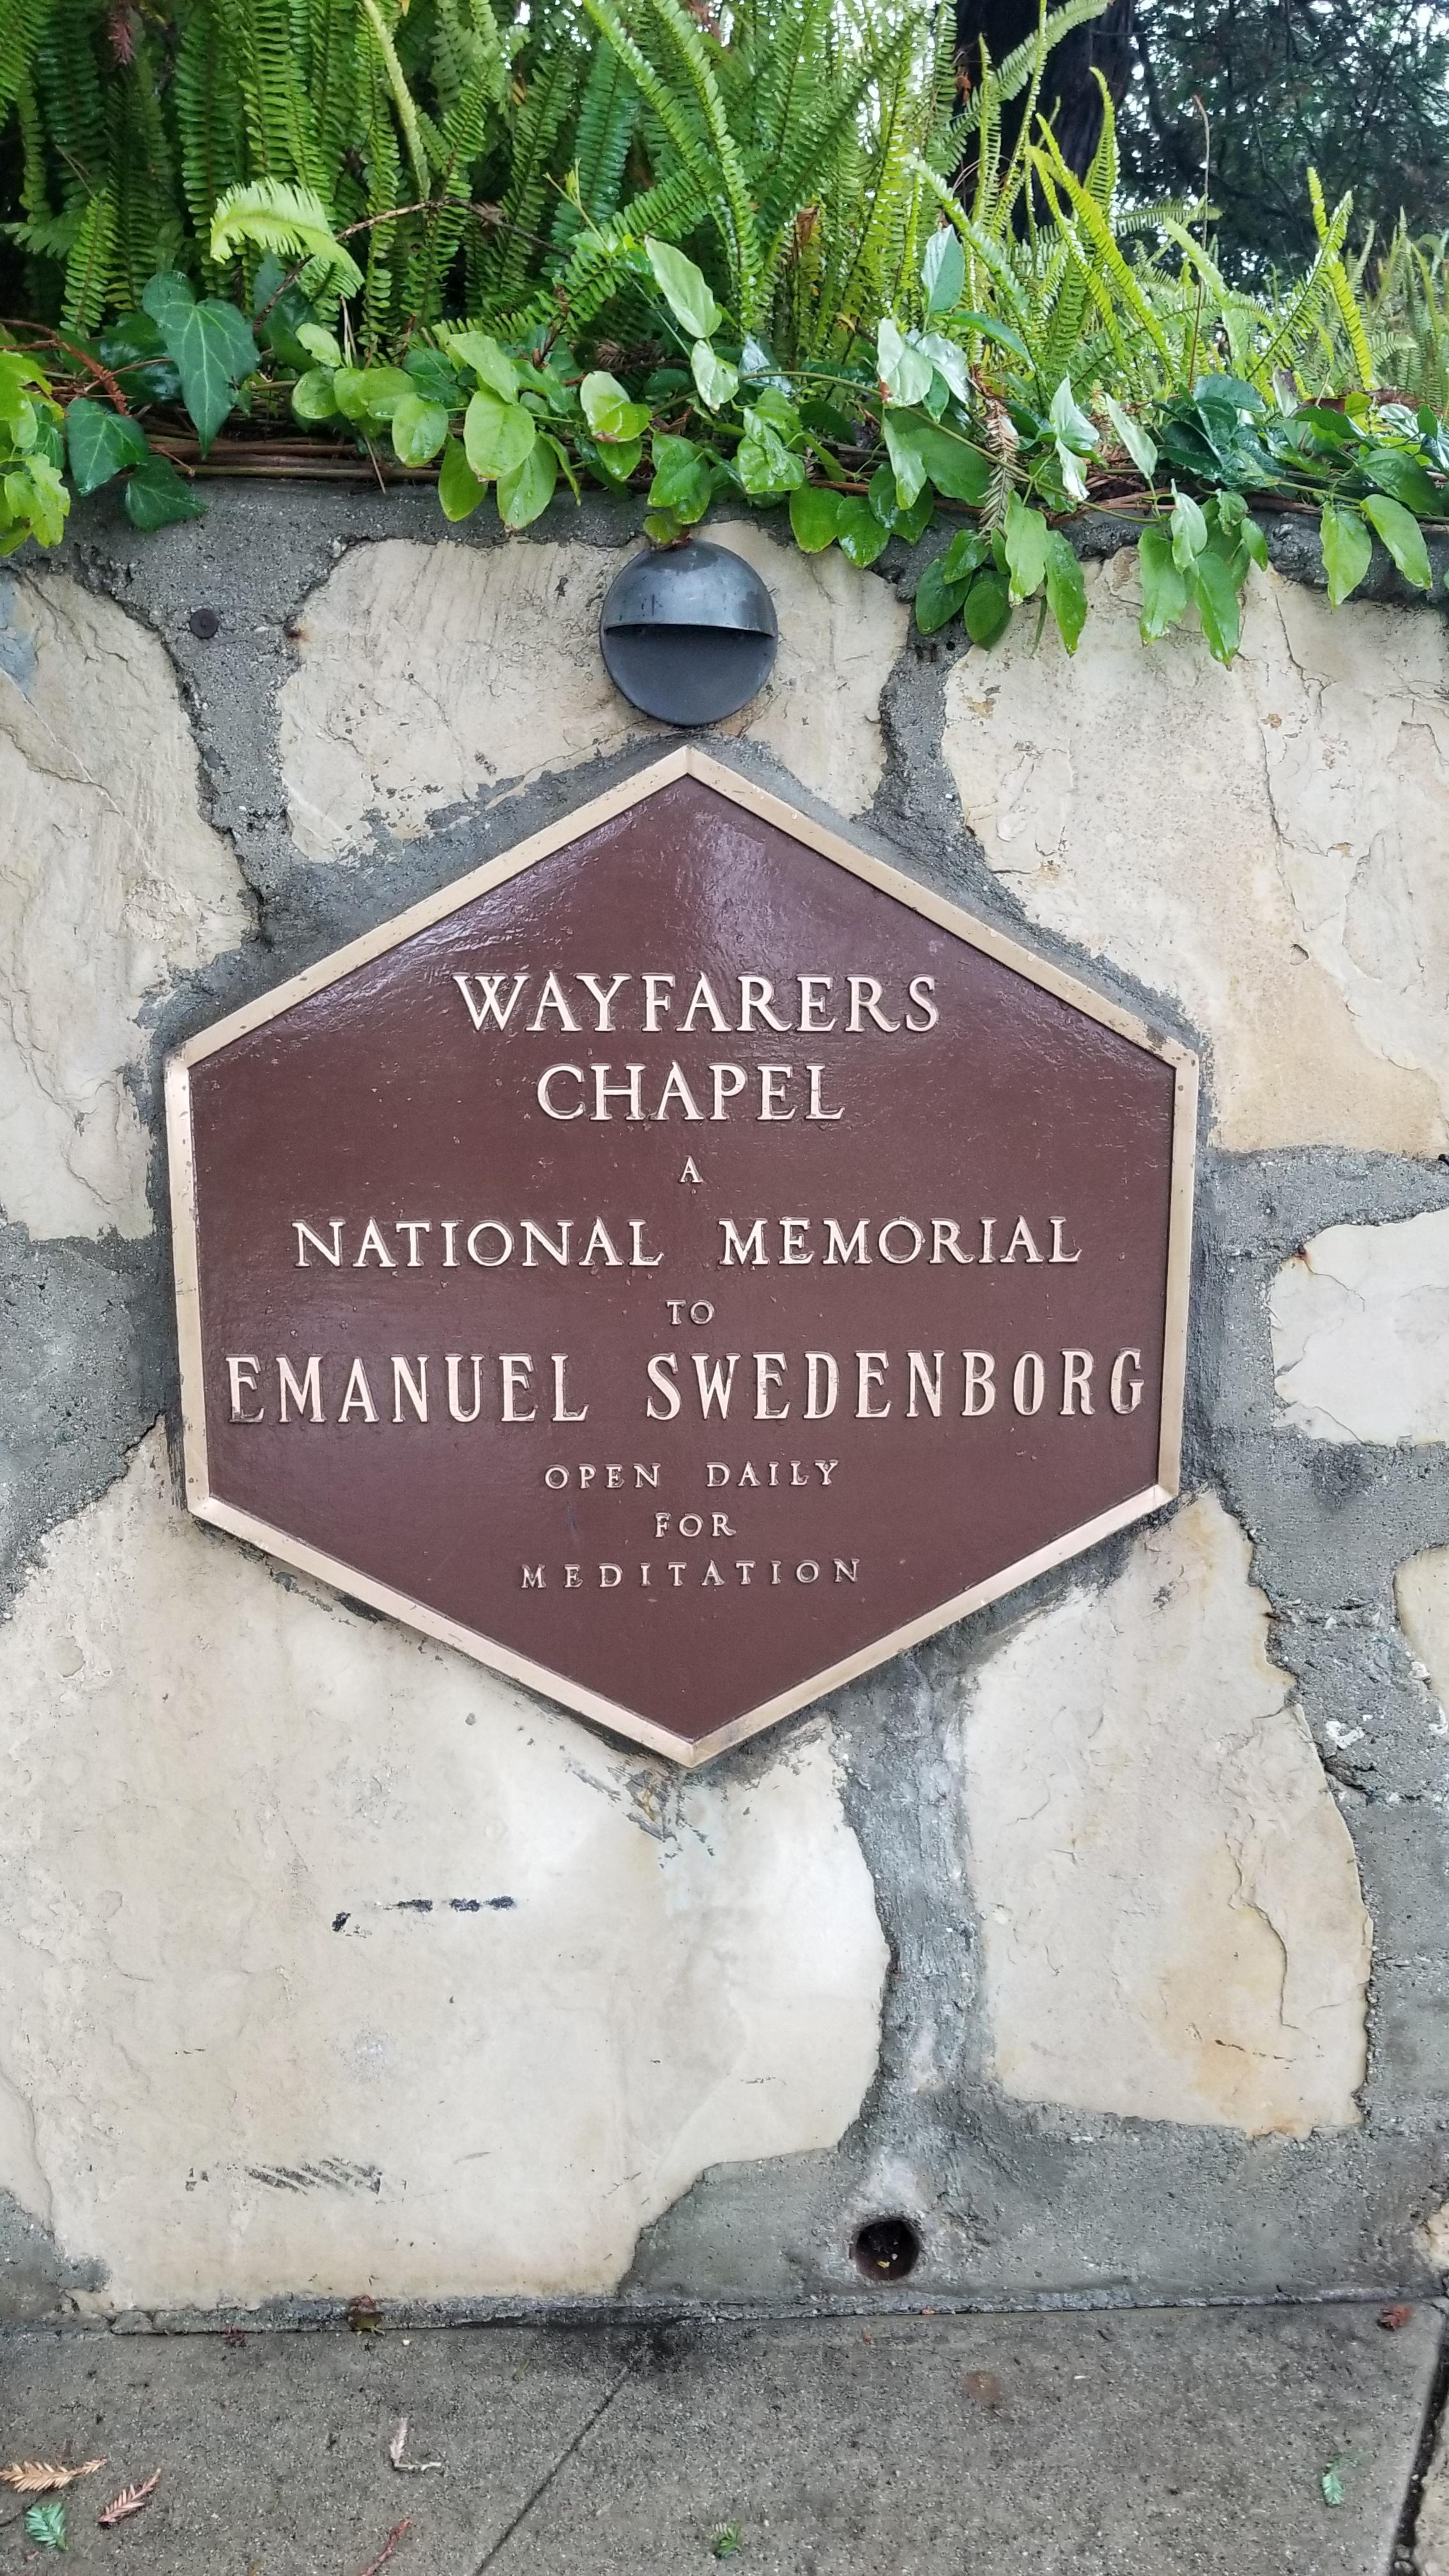 WAYFARERS
CHAPEL
A
NATIONAL MEMORIAL
TO
EMANUEL SWEDENBORG
OPEN DAILY
FOR
MEDITATION